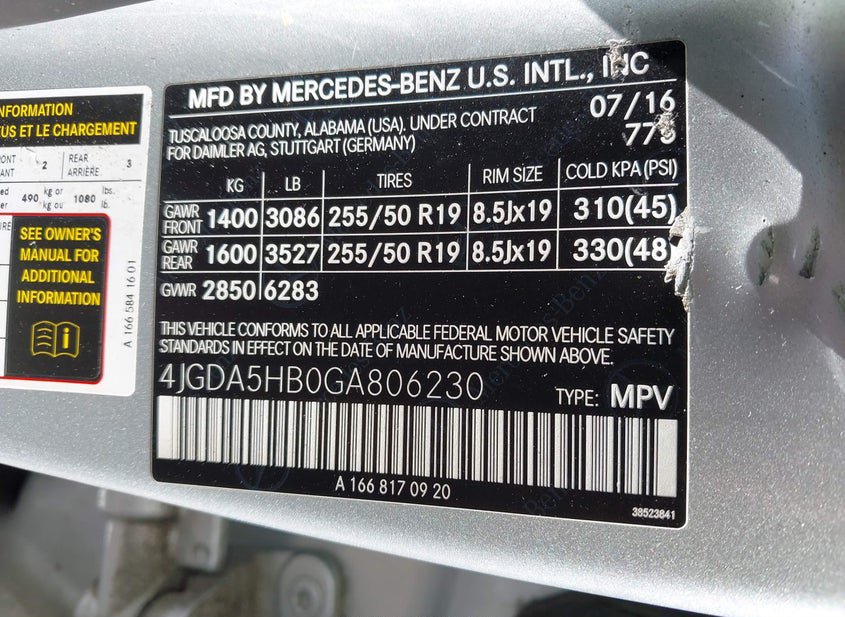 INFORMATION
US ET LE CHARGEMENT
2
REAR
ARRIÈRE
3
490 kg or
kg ou
1080 lbs.
lb.
SEE OWNER'S
MANUAL FOR
ADDITIONAL
INFORMATION
A 166 584 16 01
MFD BY MERCEDES-BENZ U.S. INTL., INC
TUSCALOOSA COUNTY, ALABAMA (USA). UNDER CONTRACT
FOR DAIMLER AG, STUTTGART (GERMANY)
07/16
775
KG LB TIRES RIM SIZE COLD KPA (PSI)
GAWR
FRONT 1400 3086 255/50 R19 8.5Jx19 310(45)
GAWR
REAR 1600 3527 255/50 R19 8.5Jx19 330(48)
GVWR 2850 6283
THIS VEHICLE CONFORMS TO ALL APPLICABLE FEDERAL MOTOR VEHICLE SAFETY
STANDARDS IN EFFECT ON THE DATE OF MANUFACTURE SHOWN ABOVE.
4JGDA5HB0GA806230
TYPE: MPV
A 166 817 09 20
38523841